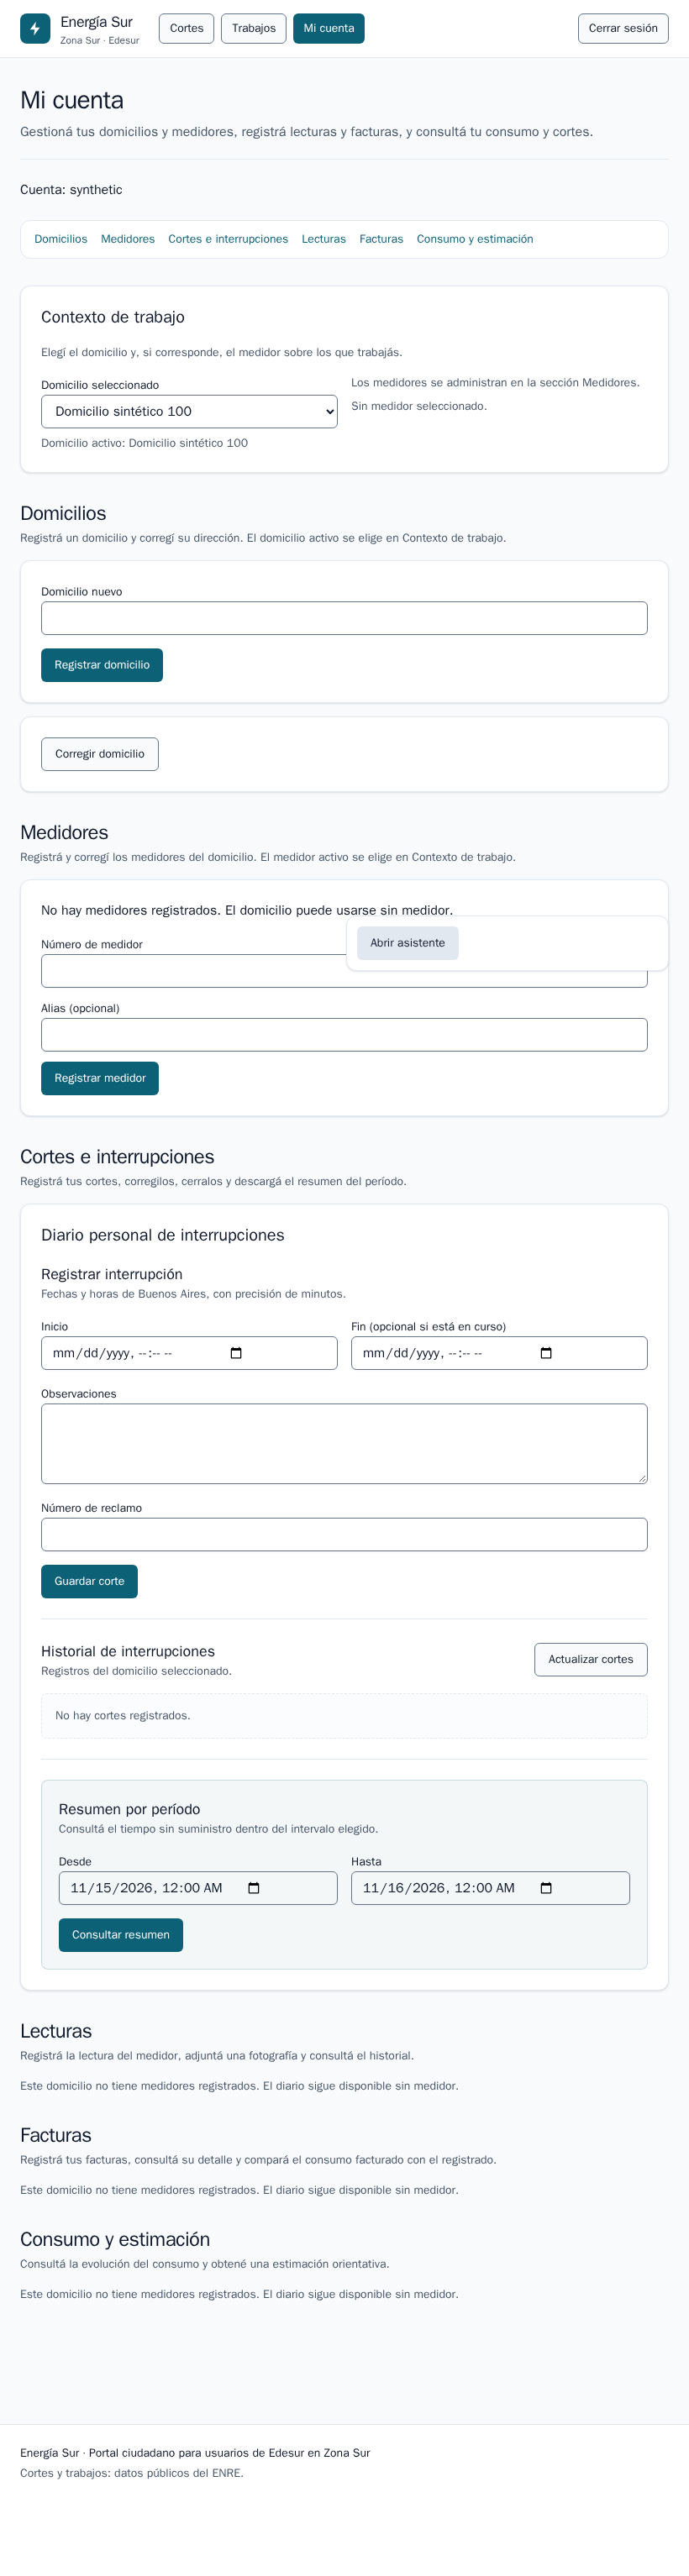 Energía Sur
Zona Sur · Edesur
Cortes
Trabajos
Mi cuenta
Cerrar sesión
Mi cuenta
Gestioná tus domicilios y medidores, registrá lecturas y facturas, y consultá tu consumo y cortes.
Cuenta: synthetic
Domicilios
Medidores
Cortes e interrupciones
Lecturas
Facturas
Consumo y estimación
Contexto de trabajo
Elegí el domicilio y, si corresponde, el medidor sobre los que trabajás.
Domicilio seleccionado
Domicilio sintético 100
Domicilio activo: Domicilio sintético 100
Los medidores se administran en la sección Medidores.
Sin medidor seleccionado.
Domicilios
Registrá un domicilio y corregí su dirección. El domicilio activo se elige en Contexto de trabajo.
Domicilio nuevo
Registrar domicilio
Corregir domicilio
Medidores
Registrá y corregí los medidores del domicilio. El medidor activo se elige en Contexto de trabajo.
No hay medidores registrados. El domicilio puede usarse sin medidor.
Abrir asistente
Número de medidor
Alias (opcional)
Registrar medidor
Cortes e interrupciones
Registrá tus cortes, corregilos, cerralos y descargá el resumen del período.
Diario personal de interrupciones
Registrar interrupción
Fechas y horas de Buenos Aires, con precisión de minutos.
Inicio
mm/dd/yyyy, --:-- --
Fin (opcional si está en curso)
mm/dd/yyyy, --:-- --
Observaciones
Número de reclamo
Guardar corte
Historial de interrupciones
Registros del domicilio seleccionado.
Actualizar cortes
No hay cortes registrados.
Resumen por período
Consultá el tiempo sin suministro dentro del intervalo elegido.
Desde
11/15/2026, 12:00 AM
Hasta
11/16/2026, 12:00 AM
Consultar resumen
Lecturas
Registrá la lectura del medidor, adjuntá una fotografía y consultá el historial.
Este domicilio no tiene medidores registrados. El diario sigue disponible sin medidor.
Facturas
Registrá tus facturas, consultá su detalle y compará el consumo facturado con el registrado.
Este domicilio no tiene medidores registrados. El diario sigue disponible sin medidor.
Consumo y estimación
Consultá la evolución del consumo y obtené una estimación orientativa.
Este domicilio no tiene medidores registrados. El diario sigue disponible sin medidor.
Energía Sur · Portal ciudadano para usuarios de Edesur en Zona Sur
Cortes y trabajos: datos públicos del ENRE.